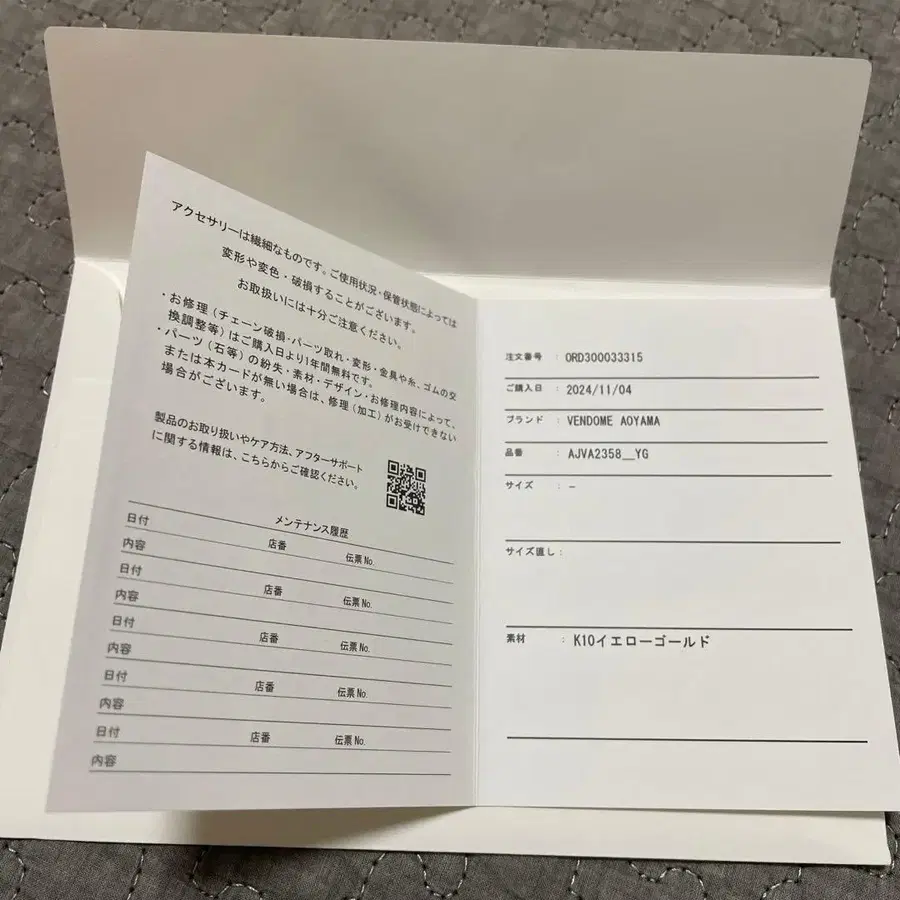 アクセサリーは繊細なものです。ご使用状況・保管状態によっては
変形や変色・破損することがございます。
お取扱いには十分ご注意ください。
・お修理（チェーン破損・パーツ取れ・変形・金具や糸、ゴムの交
換調整等）はご購入日より1年間無料です。
・パーツ（石等）の紛失・素材・デザイン・お修理内容によって、
または本カードが無い場合は、修理（加工）がお受けできない
場合がございます。
製品のお取り扱いやケア方法、アフターサポート
に関する情報は、こちらからご確認ください。
メンテナンス履歴
日付 店番 伝票No.
内容
日付 店番 伝票No.
内容
日付 店番 伝票No.
内容
日付 店番 伝票No.
内容
日付 店番 伝票No.
内容
注文番号 : ORD300033315
ご購入日 : 2024/11/04
ブランド : VENDOME AOYAMA
品番 : AJVA2358__YG
サイズ : −
サイズ直し :
素材 : K10イエローゴールド